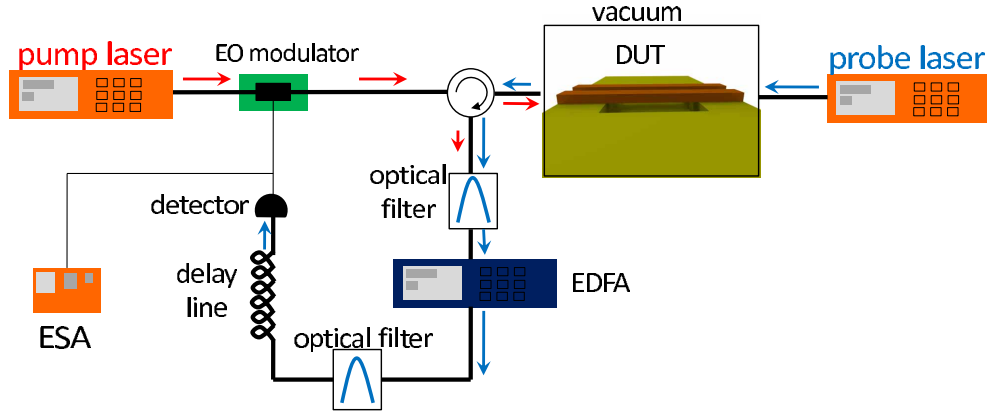 vacuum
pump laser
EO modulator
DUT
probe laser
optical
filter
detector
delay
line
EDFA
ESA
optical filter